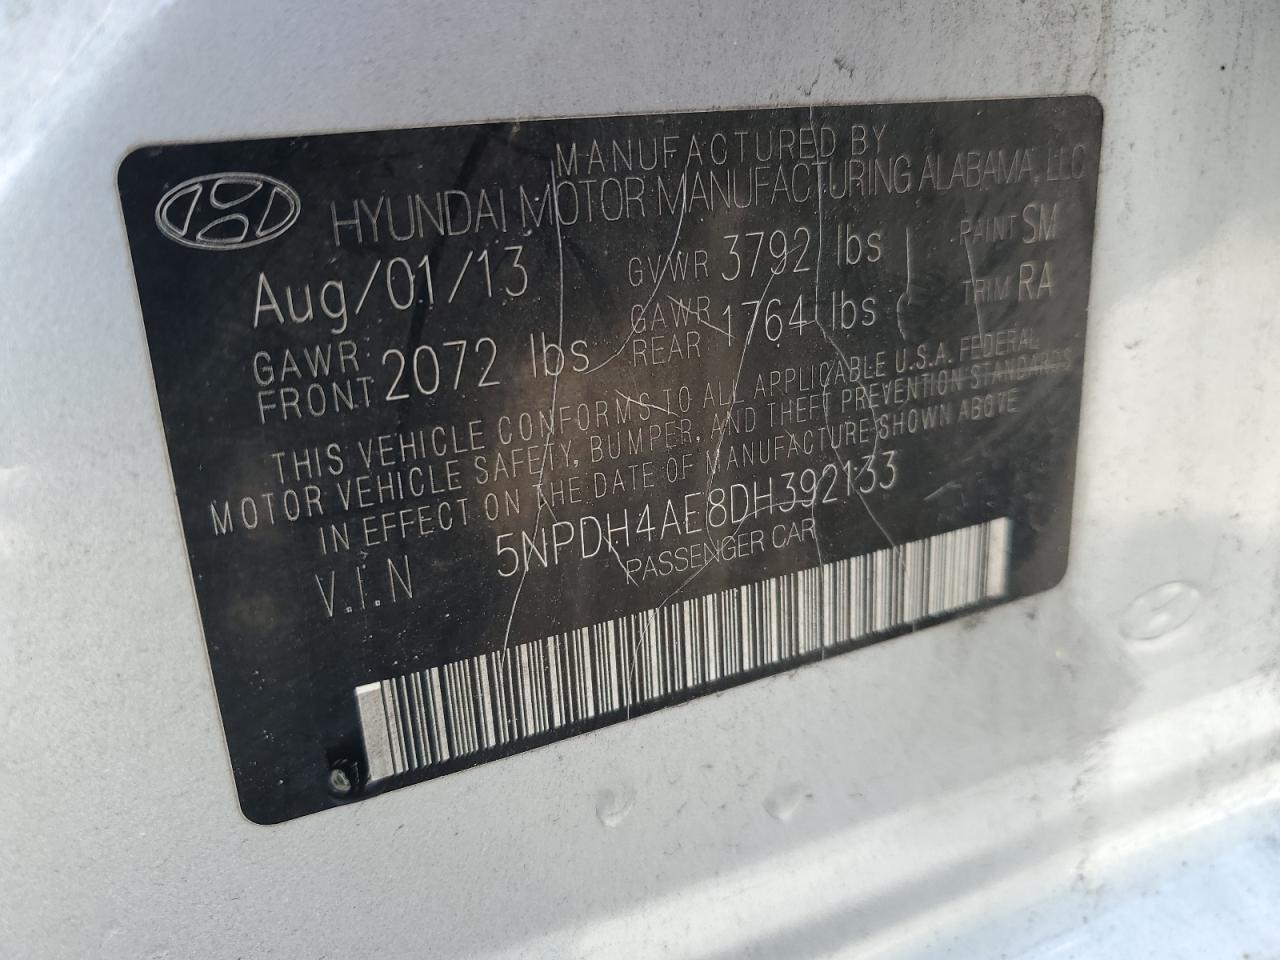 MANUFACTURED BY
HYUNDAI MOTOR MANUFACTURING ALABAMA, LLC
Aug/01/13 GVWR 3792 lbs PAINT SM
GAWR FRONT 2072 lbs GAWR REAR 1764 lbs TRIM RA
THIS VEHICLE CONFORMS TO ALL APPLICABLE U.S.A. FEDERAL
MOTOR VEHICLE SAFETY, BUMPER, AND THEFT PREVENTION STANDARDS
IN EFFECT ON THE DATE OF MANUFACTURE SHOWN ABOVE
V.I.N 5NPDH4AE8DH392133
PASSENGER CAR